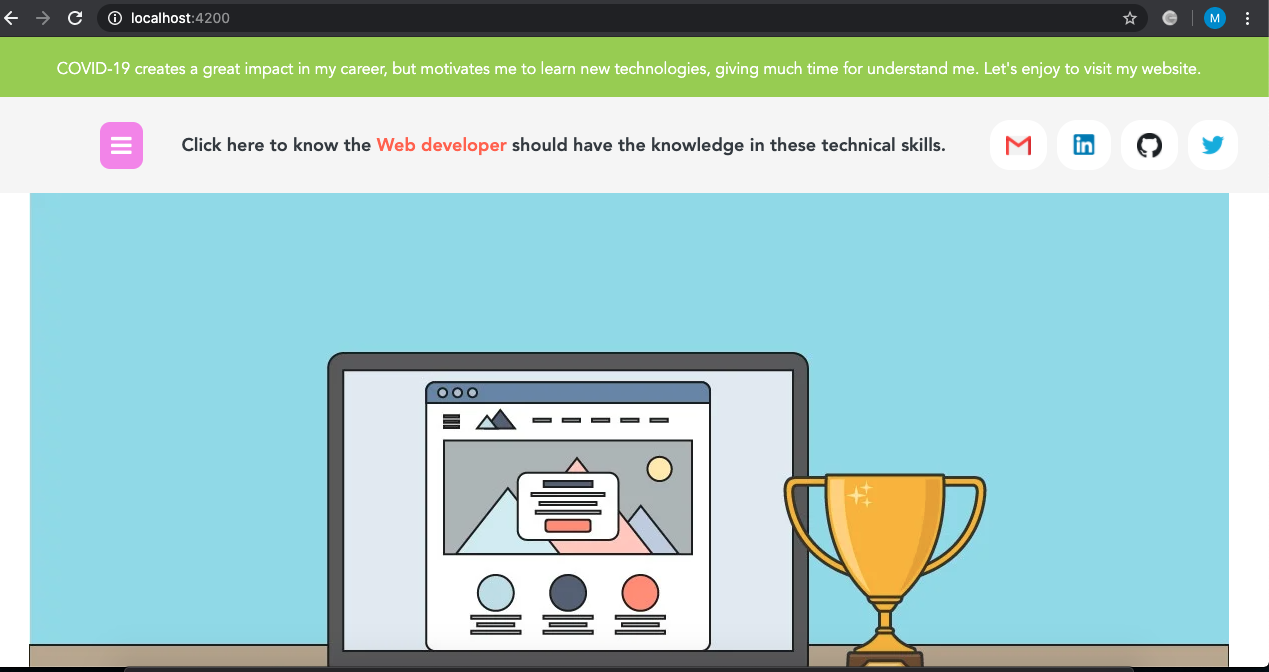 localhost:4200
M
COVID-19 creates a great impact in my career, but motivates me to learn new technologies, giving much time for understand me. Let's enjoy to visit my website.
Click here to know the Web developer should have the knowledge in these technical skills.
in